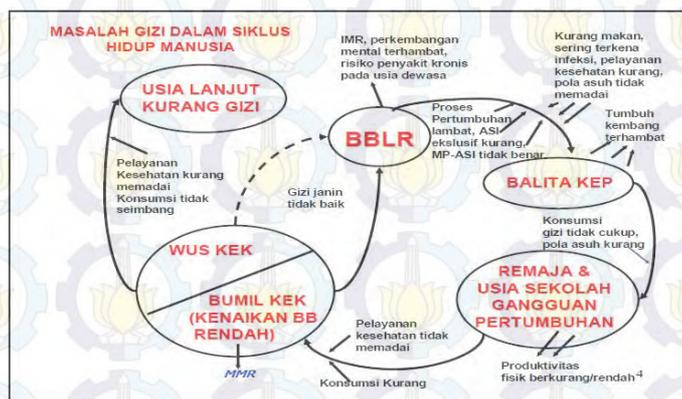 MASALAH GIZI DALAM SIKLUS
HIDUP MANUSIA
USIA LANJUT
KURANG GIZI
IMR, perkembangan
mental terhambat,
risiko penyakit kronis
pada usia dewasa
Kurang makan,
sering terkena
infeksi, pelayanan
kesehatan kurang,
pola asuh tidak
memadai
BBLR
Proses
Pertumbuhan
lambat, ASI
ekslusif kurang,
MP-ASI tidak benar
Tumbuh
kembang
terhambat
Pelayanan
Kesehatan kurang
memadai
Konsumsi tidak
seimbang
Gizi janin
tidak baik
BALITA KEP
Konsumsi
gizi tidak cukup,
pola asuh kurang
WUS KEK
BUMIL KEK
(KENAIKAN BB
RENDAH)
REMAJA &
USIA SEKOLAH
GANGGUAN
PERTUMBUHAN
Pelayanan
kesehatan tidak
memadai
MMR
Konsumsi Kurang
Produktivitas
fisik berkurang/rendah4